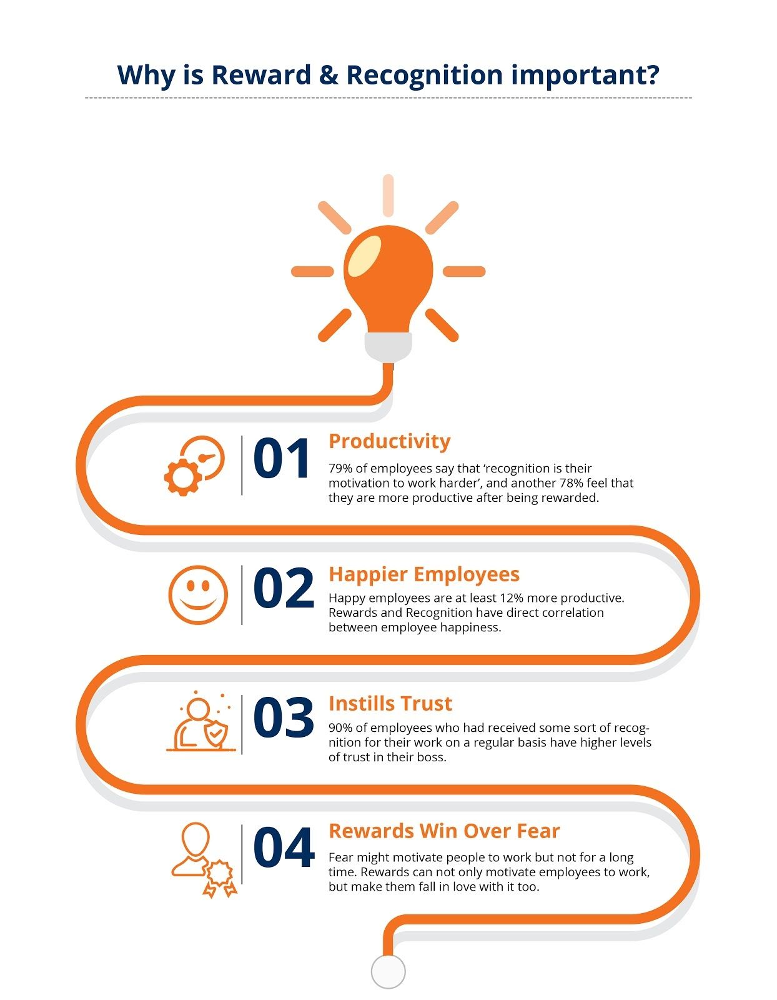 Why is Reward & Recognition important?
01
Productivity
79% of employees say that ‘recognition is their
motivation to work harder’, and another 78% feel that
they are more productive after being rewarded.
02
Happier Employees
Happy employees are at least 12% more productive.
Rewards and Recognition have direct correlation
between employee happiness.
03
Instills Trust
90% of employees who had received some sort of recog-
nition for their work on a regular basis have higher levels
of trust in their boss.
04
Rewards Win Over Fear
Fear might motivate people to work but not for a long
time. Rewards can not only motivate employees to work,
but make them fall in love with it too.